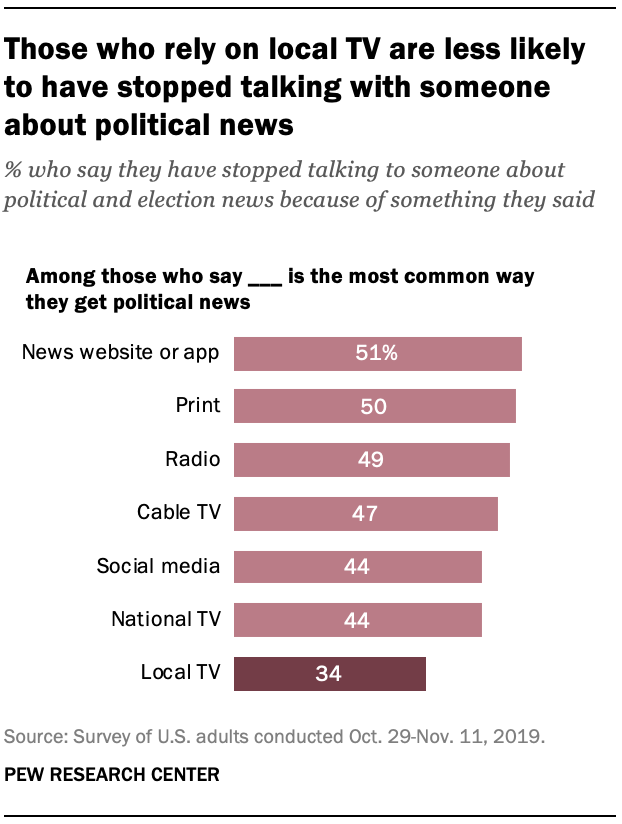 Those who rely on local TV are less likely
to have stopped talking with someone
about political news
% who say they have stopped talking to someone about
political and election news because of something they said
Among those who say ___ is the most common way
they get political news
News website or app 51%
Print 50
Radio 49
Cable TV 47
Social media 44
National TV 44
Local TV 34
Source: Survey of U.S. adults conducted Oct. 29-Nov. 11, 2019.
PEW RESEARCH CENTER